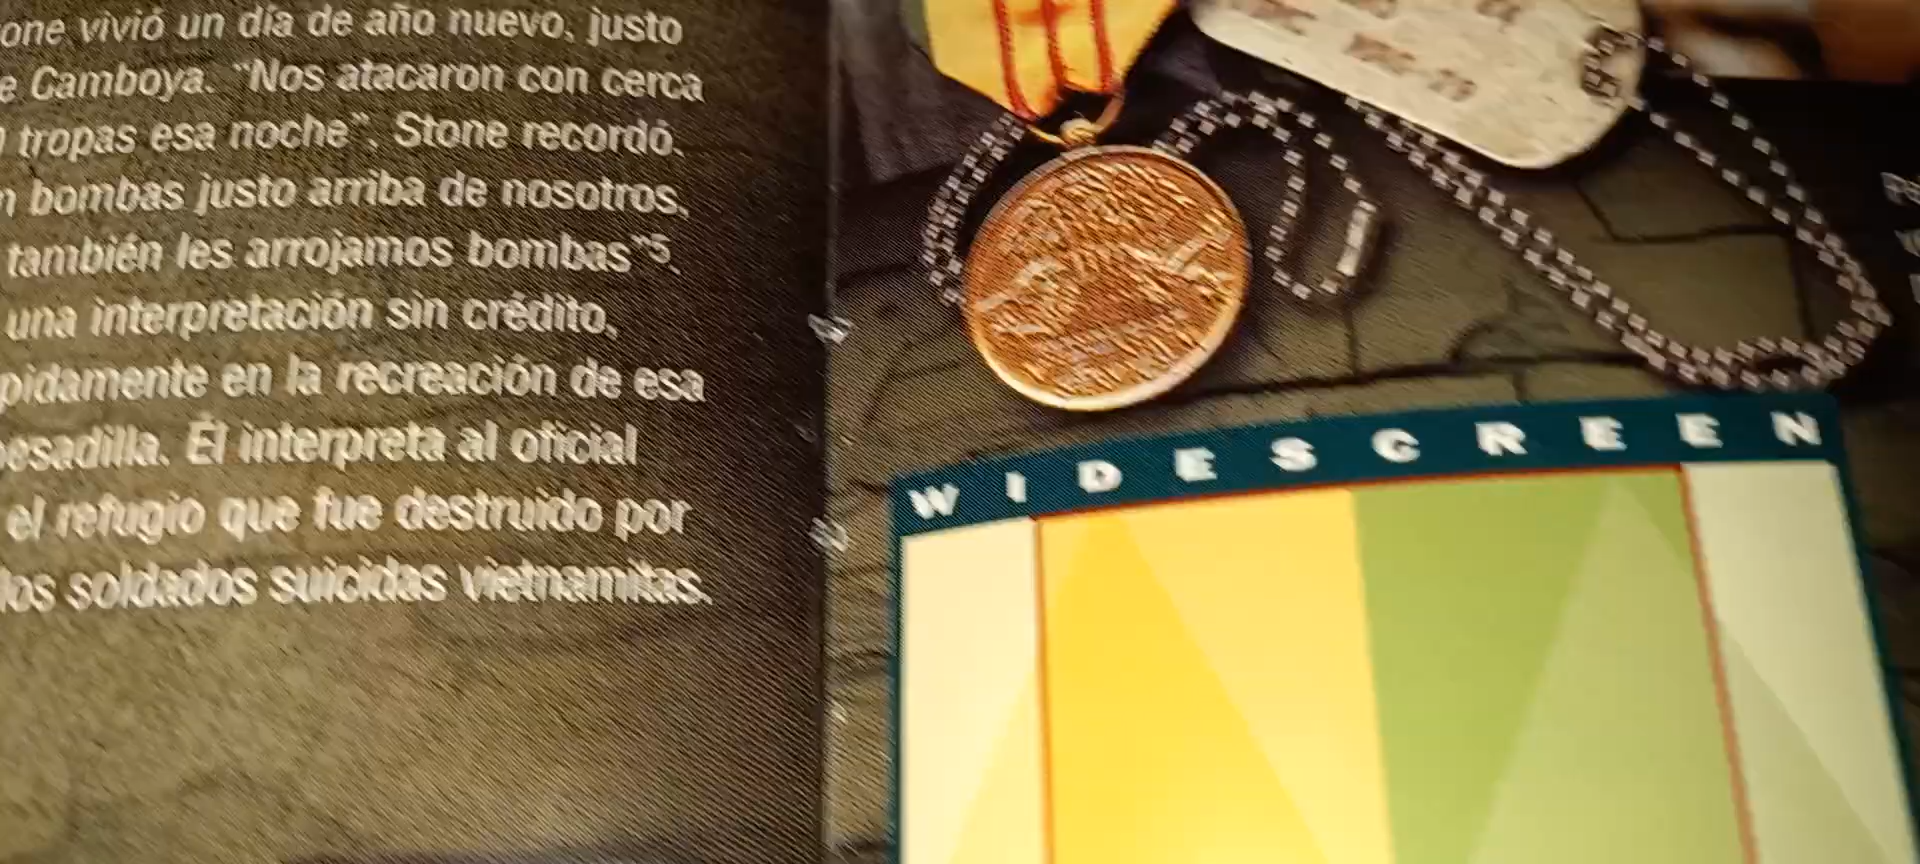 one vivió un día de año nuevo, justo
e Camboya. "Nos atacaron con cerca
tropas esa noche", Stone recordó,
bombas justo arriba de nosotros,
también les arrojamos bombas"5.
una interpretación sin crédito,
pidamente en la recreación de esa
esadilla. Él interpreta al oficial
el refugio que fue destruido por
los soldados suicidas vietnamitas.
WIDESCREEN